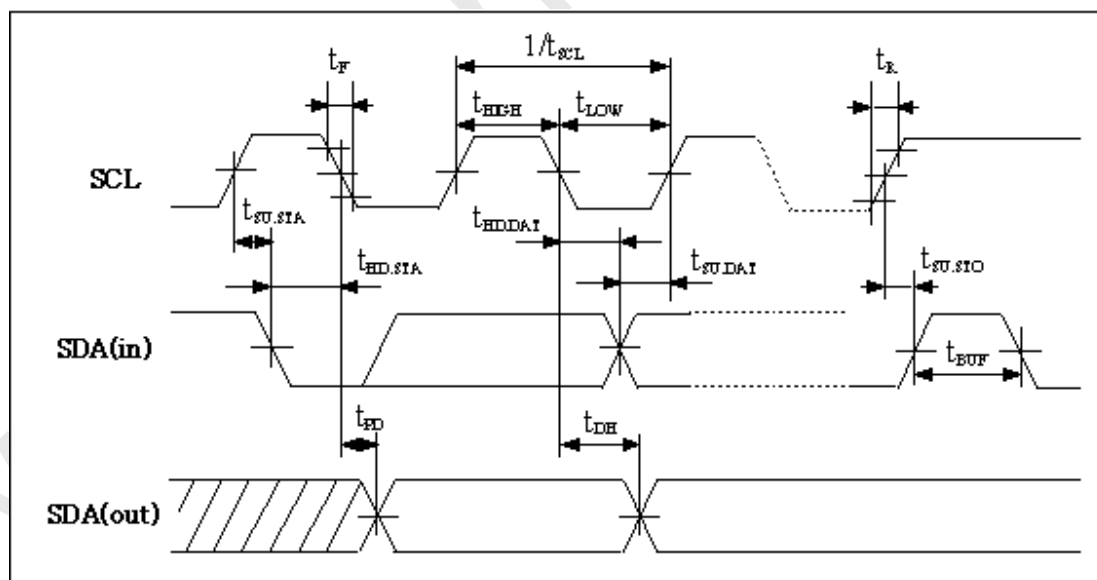 1/tSCL
tF
tR
tHIGH
tLOW
SCL
tSU.STA
tHD.DAT
tHD.STA
tSU.DAT
tSU.STO
SDA(in)
tBUF
tPD
tDH
SDA(out)